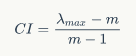 CI = \frac{\lambda_{max} - m}{m - 1}